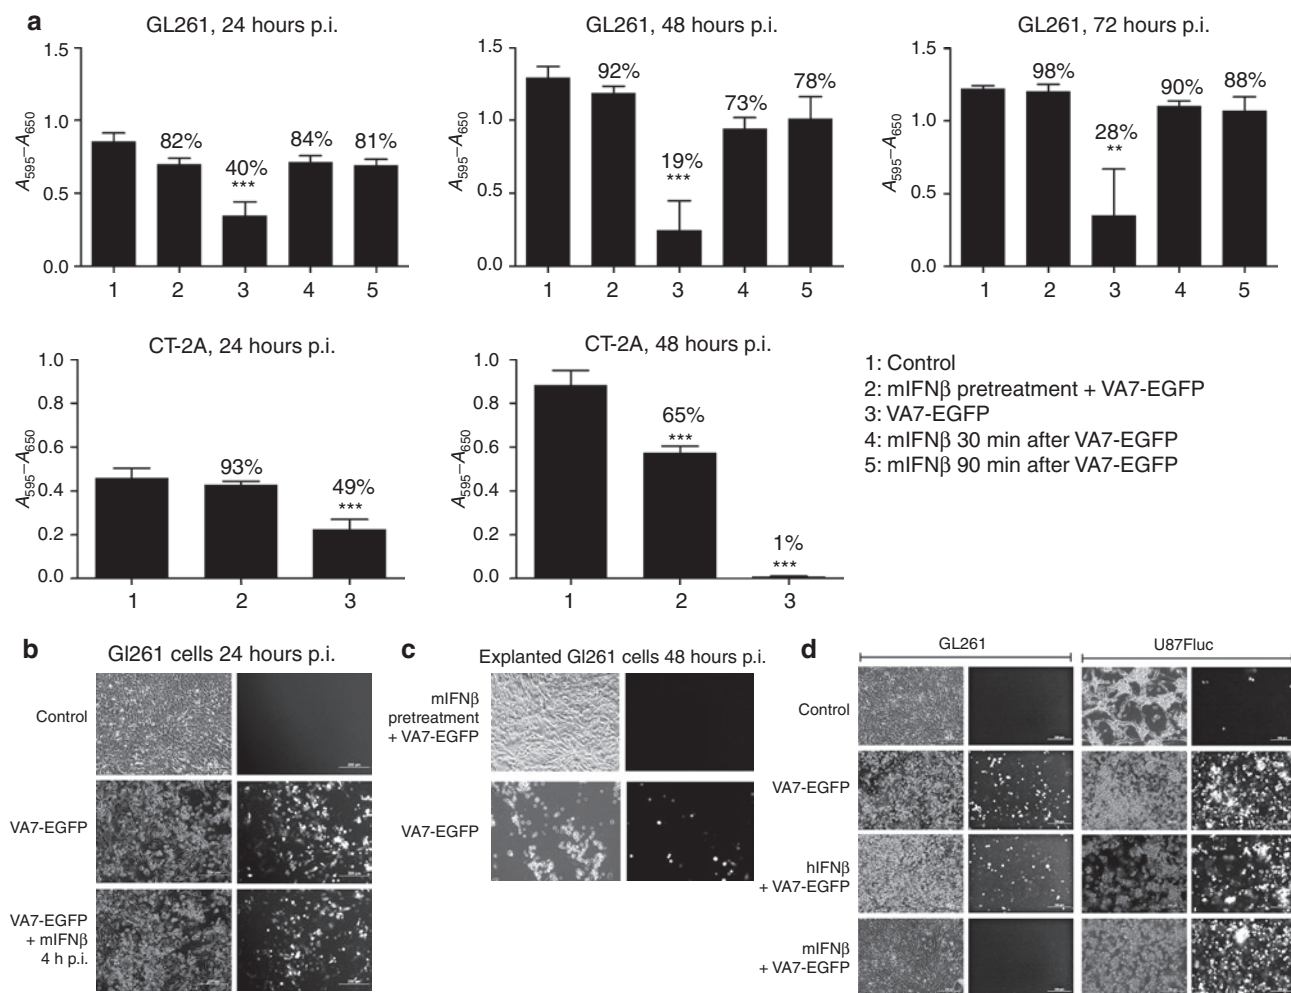 a
GL261, 24 hours p.i.
A595–A650
1.5
1.0
0.5
0.0
82%
40%
***
84%
81%
1 2 3 4 5
GL261, 48 hours p.i.
A595–A650
1.5
1.0
0.5
0.0
92%
19%
***
73%
78%
1 2 3 4 5
GL261, 72 hours p.i.
A595–A650
1.5
1.0
0.5
0.0
98%
28%
**
90%
88%
1 2 3 4 5
CT-2A, 24 hours p.i.
A595–A650
1.0
0.8
0.6
0.4
0.2
0.0
93%
49%
***
1 2 3
CT-2A, 48 hours p.i.
A595–A650
1.0
0.8
0.6
0.4
0.2
0.0
65%
***
1%
***
1 2 3
1: Control
2: mIFNβ pretreatment + VA7-EGFP
3: VA7-EGFP
4: mIFNβ 30 min after VA7-EGFP
5: mIFNβ 90 min after VA7-EGFP
b
Gl261 cells 24 hours p.i.
Control
VA7-EGFP
VA7-EGFP
+ mIFNβ
4 h p.i.
c
Explanted Gl261 cells 48 hours p.i.
mIFNβ
pretreatment
+ VA7-EGFP
VA7-EGFP
d
GL261
U87Fluc
Control
VA7-EGFP
hIFNβ
+ VA7-EGFP
mIFNβ
+ VA7-EGFP